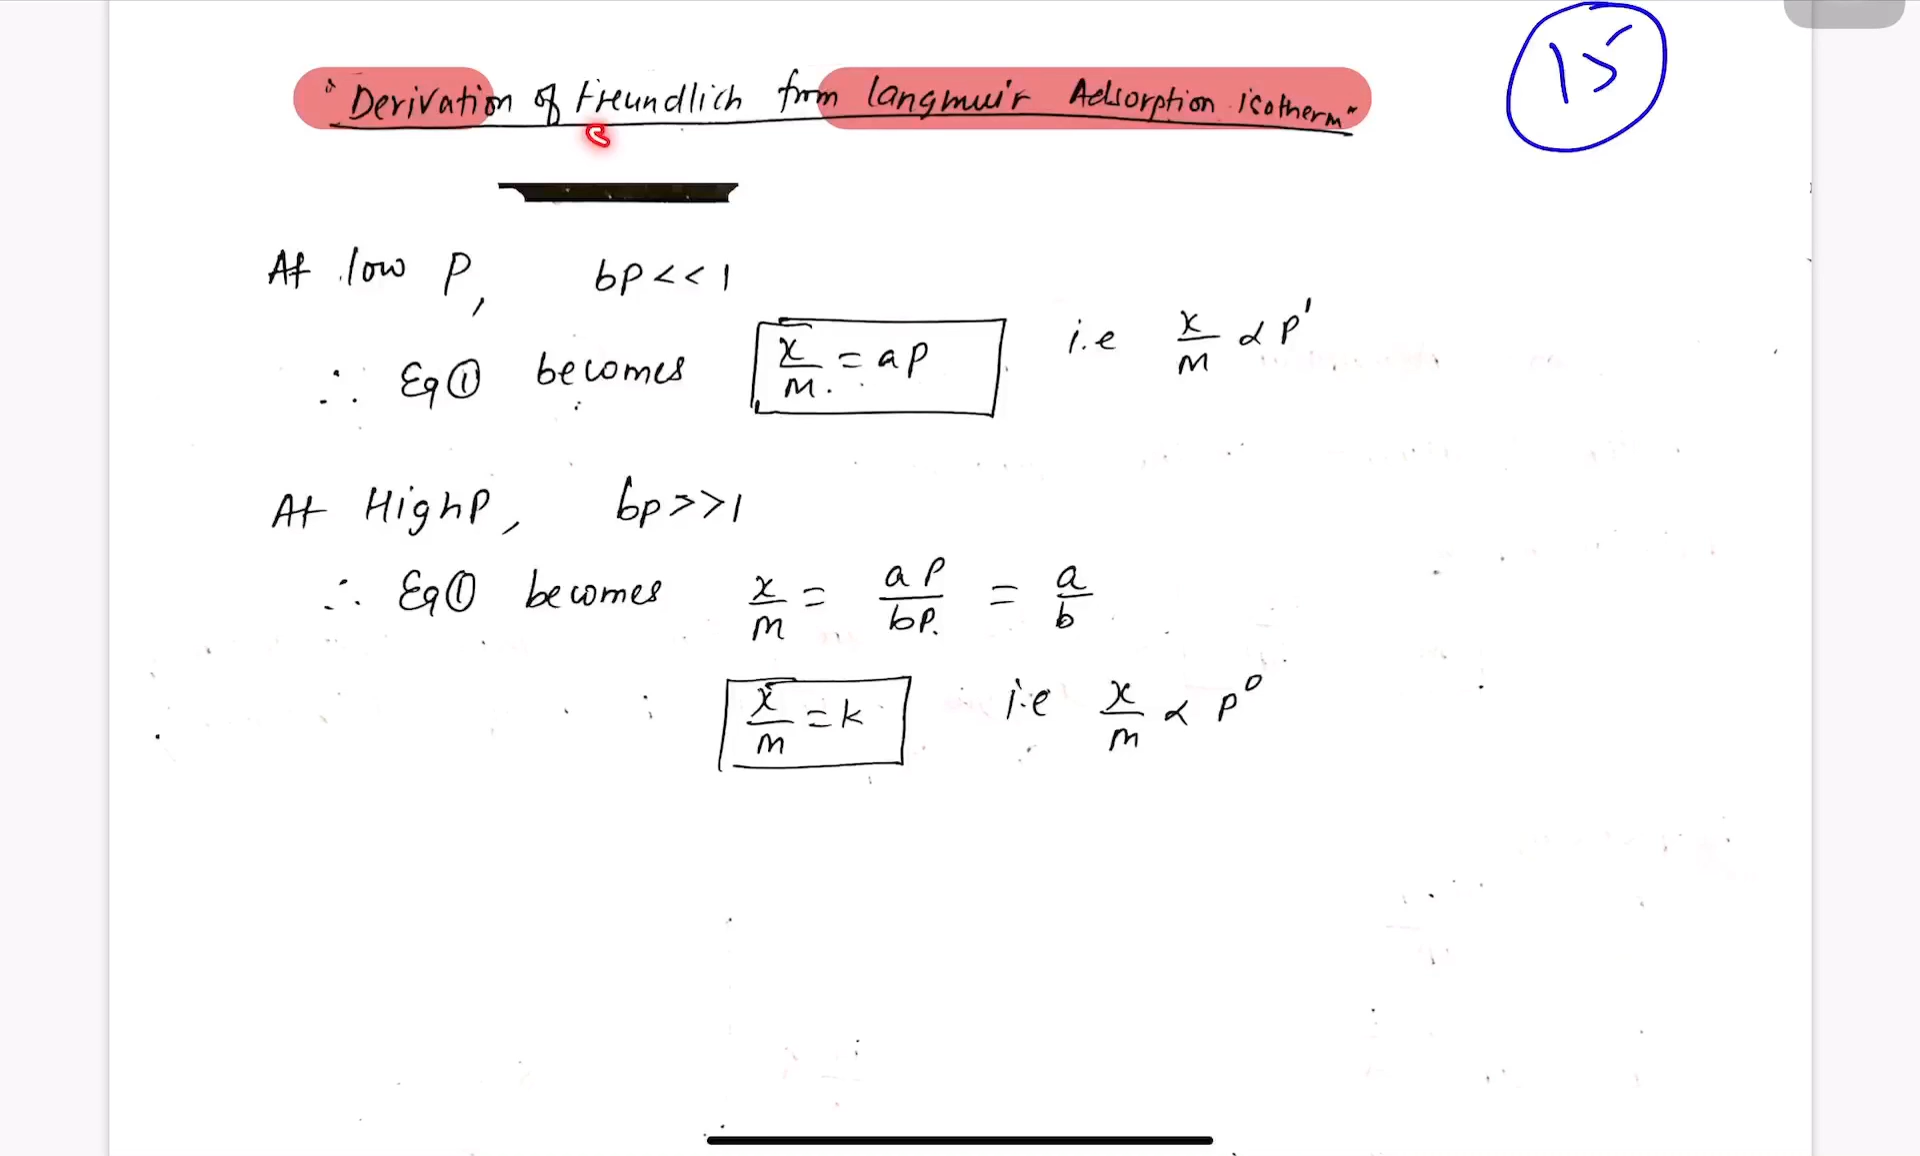 15
"Derivation of Freundlich from langmuir Adsorption isotherm"
At low P, bP<<1
∴ Eq① becomes x/m = aP i.e x/m ∝ P¹
At High P, bp>>1
∴ Eq① becomes x/m = aP/bP. = a/b
x/m = k i.e x/m ∝ P⁰